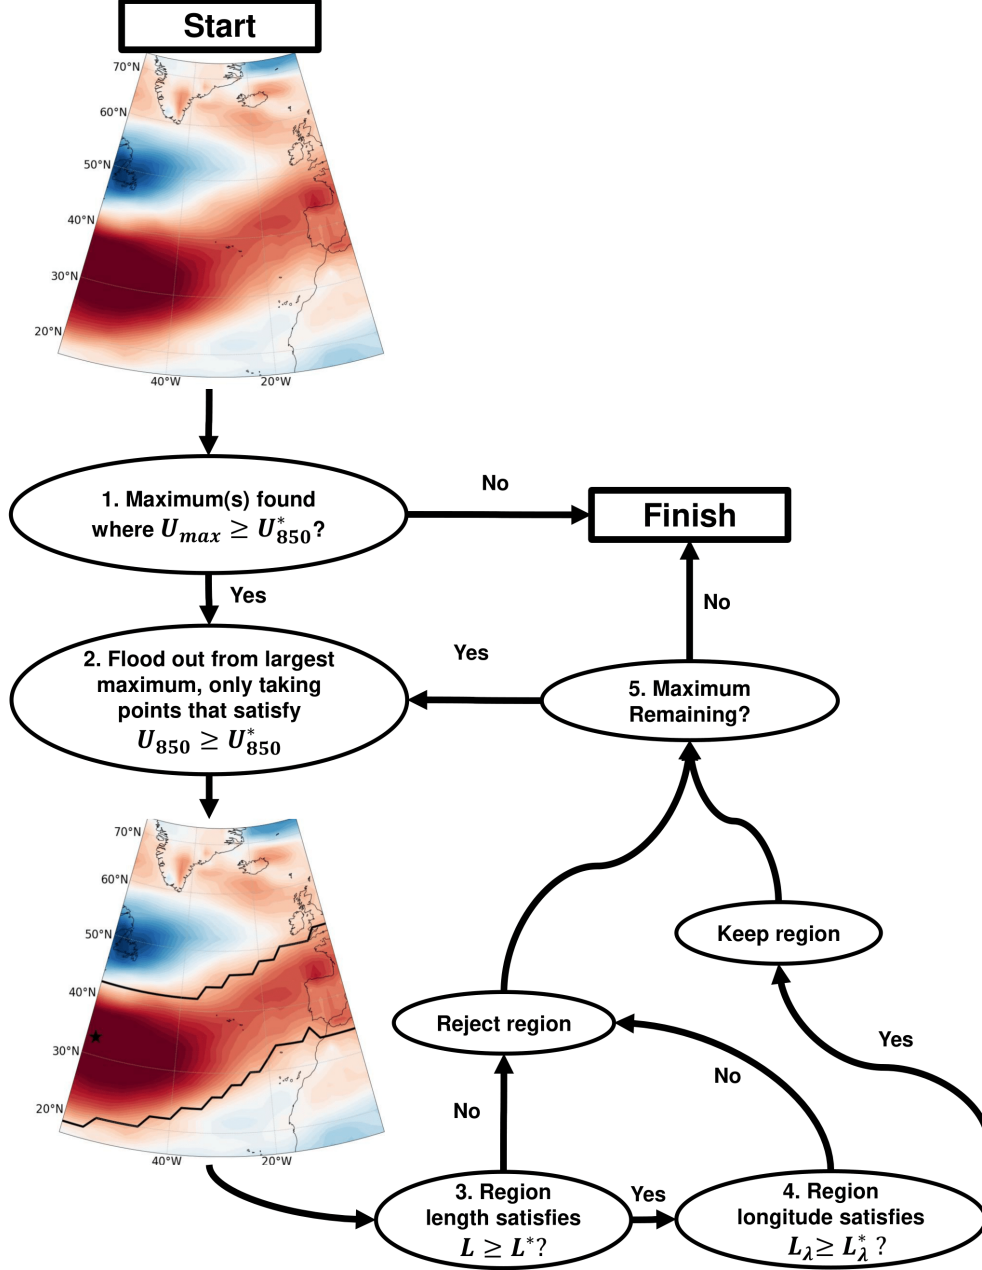 Start
70°N
60°N
50°N
40°N
30°N
20°N
40°W
20°W
1. Maximum(s) found
where U_max ≥ U*_850?
No
Finish
Yes
No
2. Flood out from largest
maximum, only taking
points that satisfy
U_850 ≥ U*_850
Yes
5. Maximum
Remaining?
70°N
60°N
50°N
40°N
30°N
20°N
40°W
20°W
Keep region
Reject region
Yes
No
No
3. Region
length satisfies
L ≥ L*?
Yes
4. Region
longitude satisfies
L_λ ≥ L*_λ ?